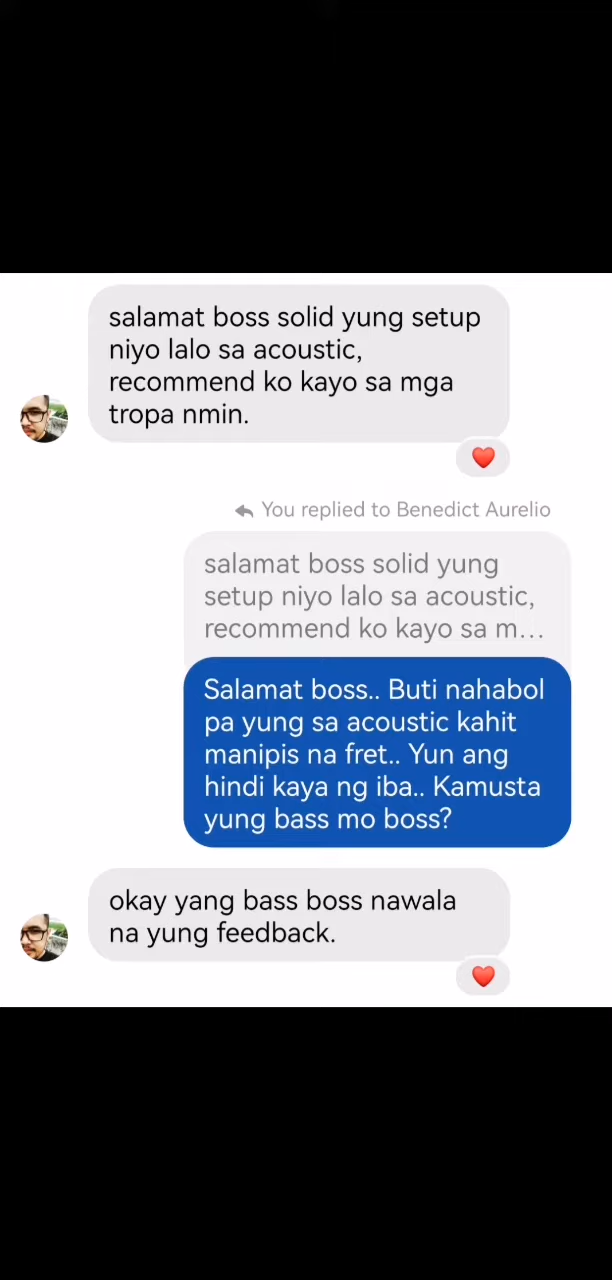 salamat boss solid yung setup
niyo lalo sa acoustic,
recommend ko kayo sa mga
tropa nmin.
You replied to Benedict Aurelio
salamat boss solid yung
setup niyo lalo sa acoustic,
recommend ko kayo sa m...
Salamat boss.. Buti nahabol
pa yung sa acoustic kahit
manipis na fret.. Yun ang
hindi kaya ng iba.. Kamusta
yung bass mo boss?
okay yang bass boss nawala
na yung feedback.